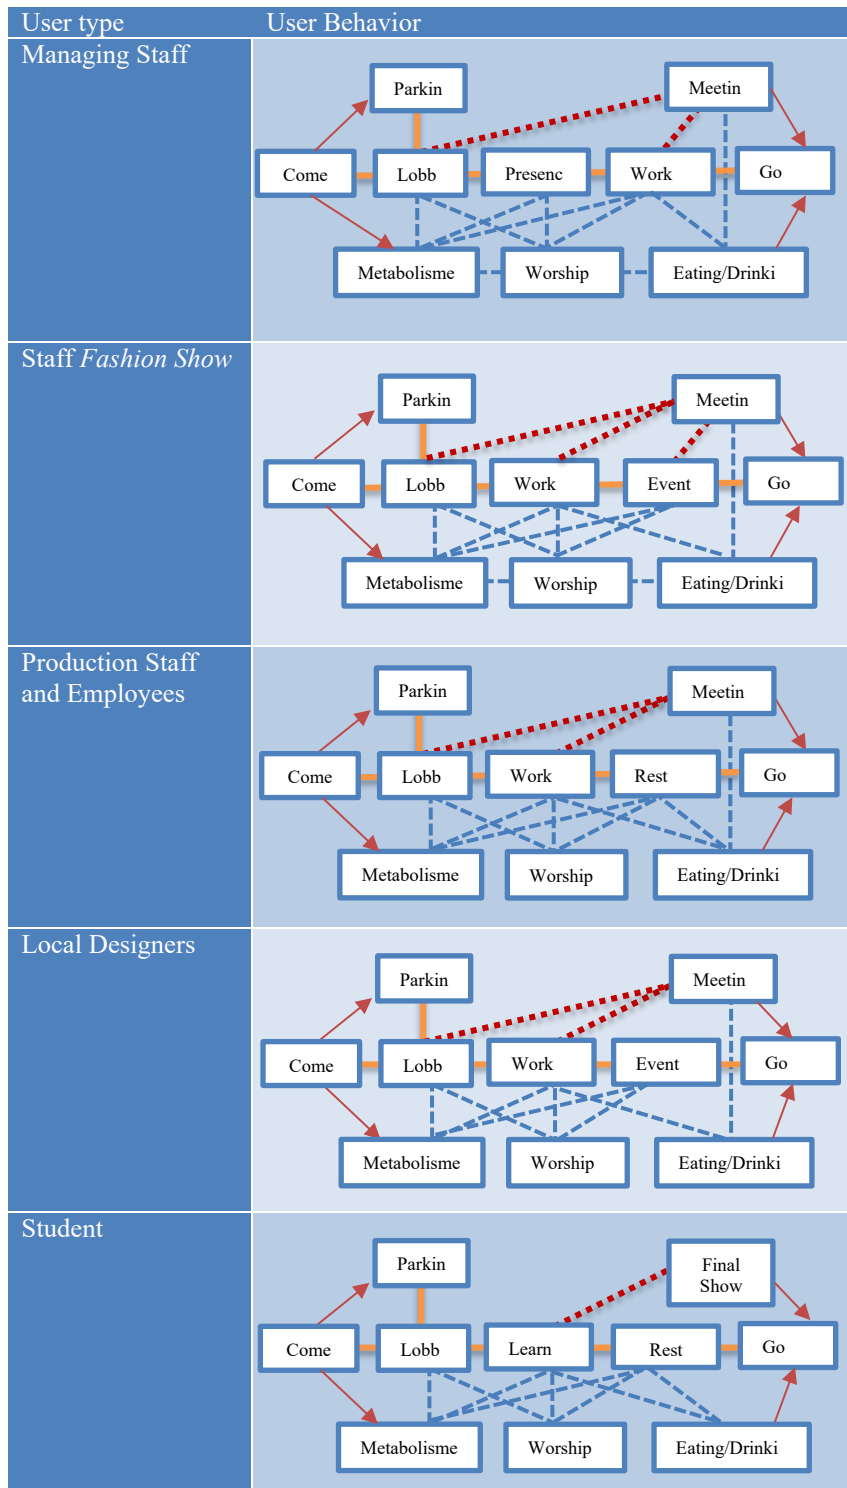 User type
User Behavior
Managing Staff
Parkin
Meetin
Come
Lobb
Presenc
Work
Go
Metabolisme
Worship
Eating/Drinki
Staff Fashion Show
Parkin
Meetin
Come
Lobb
Work
Event
Go
Metabolisme
Worship
Eating/Drinki
Production Staff
and Employees
Parkin
Meetin
Come
Lobb
Work
Rest
Go
Metabolisme
Worship
Eating/Drinki
Local Designers
Parkin
Meetin
Come
Lobb
Work
Event
Go
Metabolisme
Worship
Eating/Drinki
Student
Parkin
Final
Show
Come
Lobb
Learn
Rest
Go
Metabolisme
Worship
Eating/Drinki